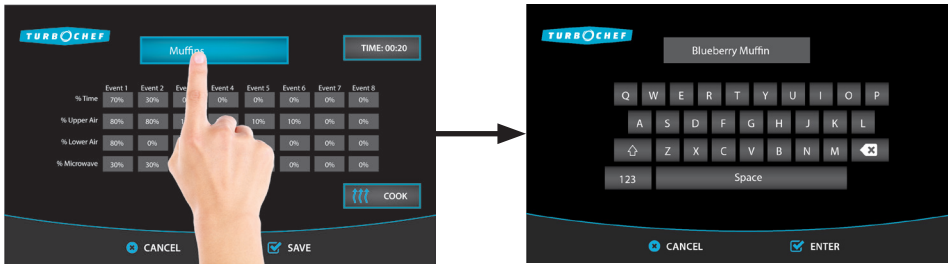 TURBOCHEF
Muffins
TIME: 00:20
Event 1 Event 2 Event 4 Event 5 Event 6 Event 7 Event 8
% Time 70% 30% 0% 0% 0% 0% 0%
% Upper Air 80% 80% 10% 10% 0% 0%
% Lower Air 80% 0% 0% 0% 0%
% Microwave 30% 30% 0% 0% 0%
COOK
CANCEL SAVE
TURBOCHEF
Blueberry Muffin
Q W E R T Y U I O P
A S D F G H J K L
Z X C V B N M
123 Space
CANCEL ENTER